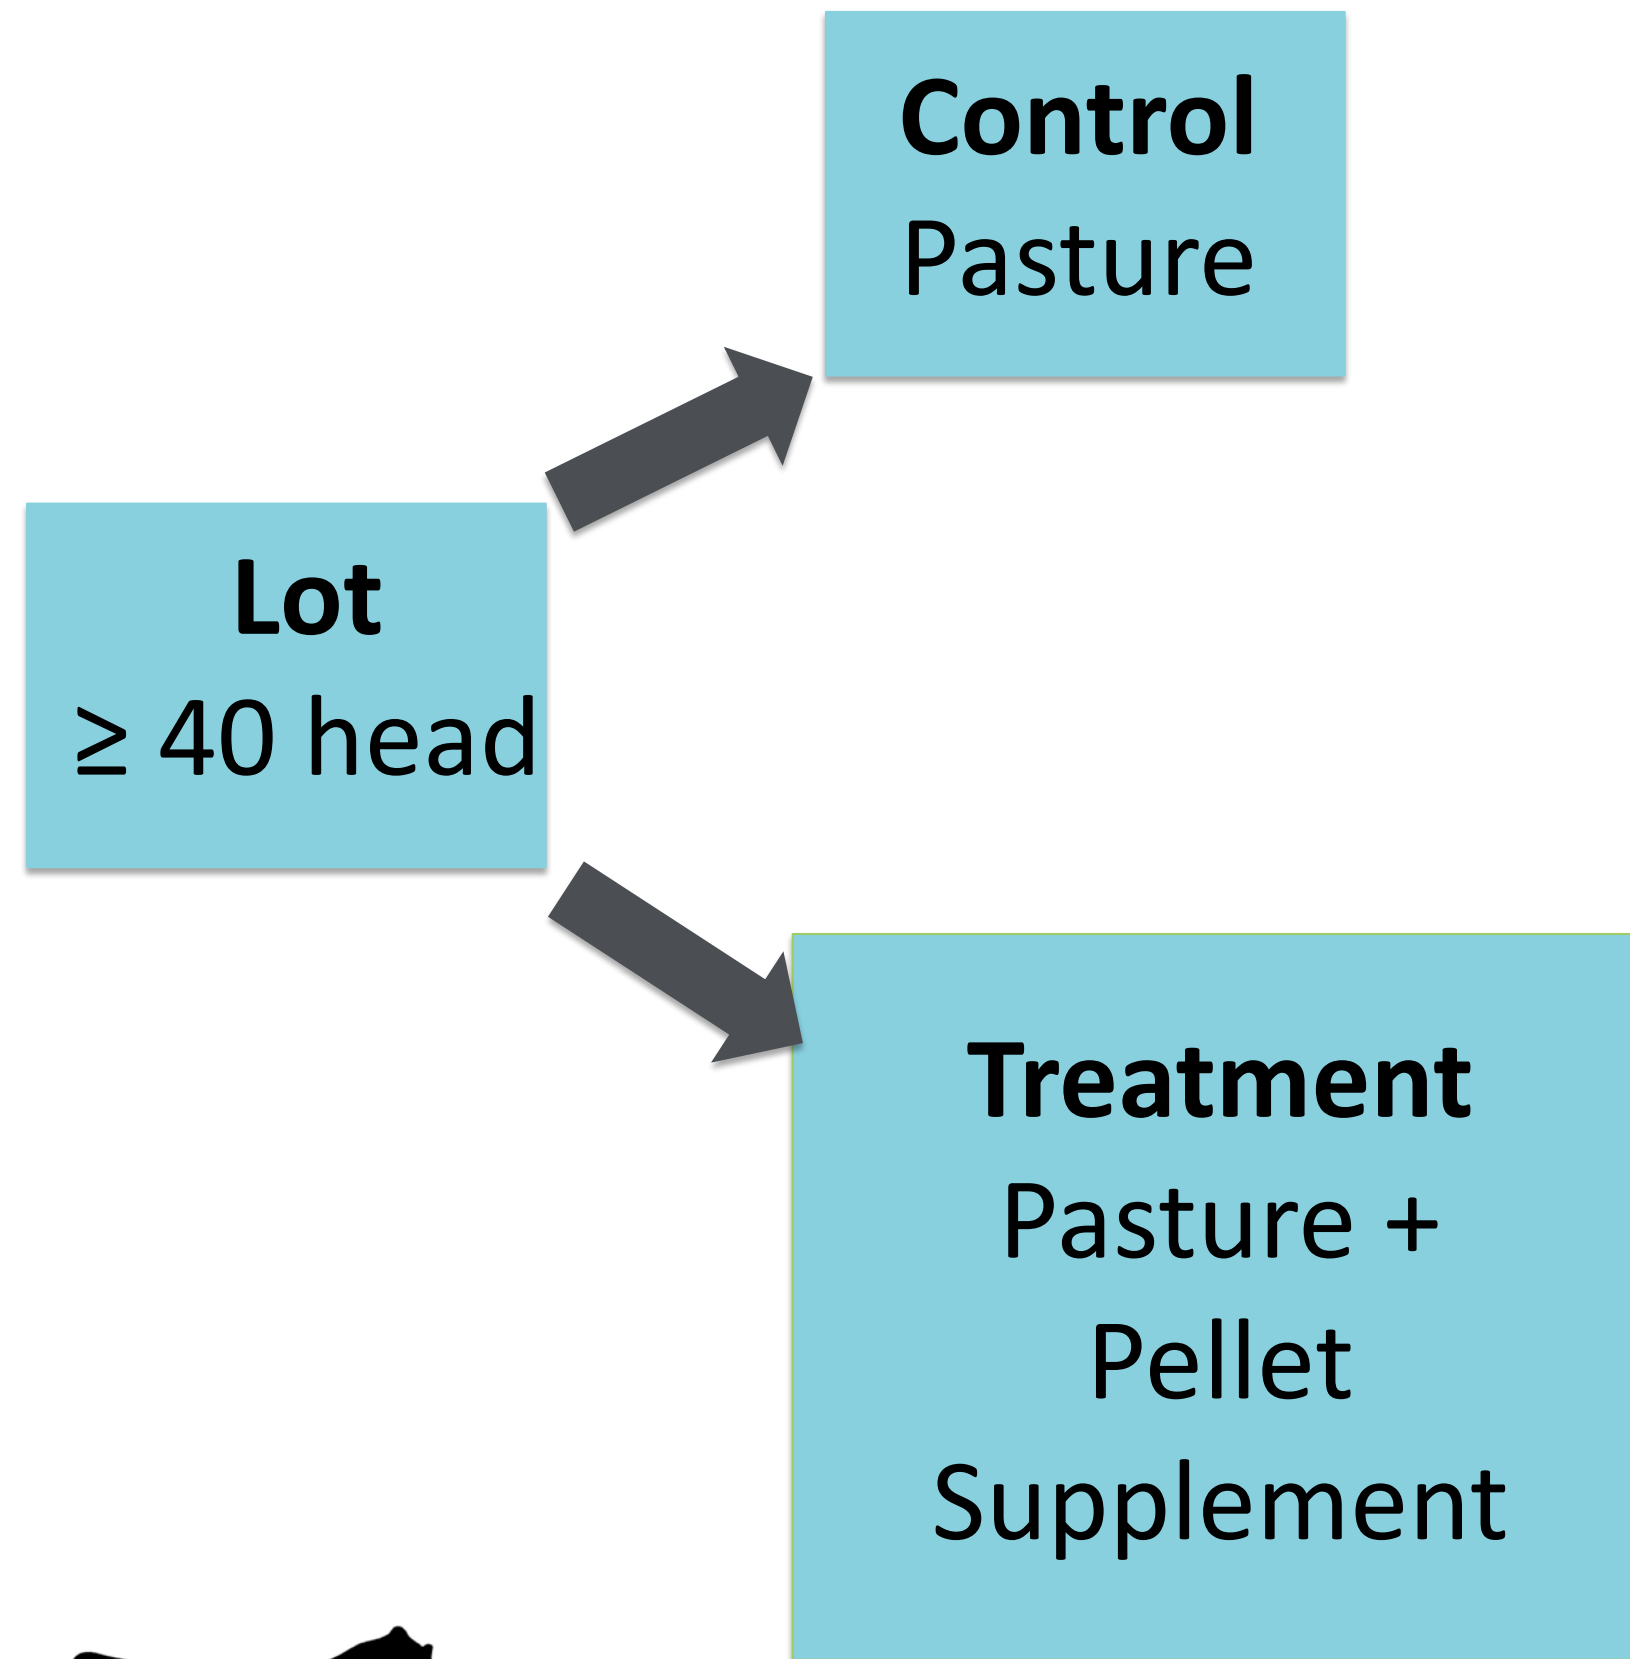 Control
Pasture
Lot
≥ 40 head
Treatment
Pasture +
Pellet
Supplement